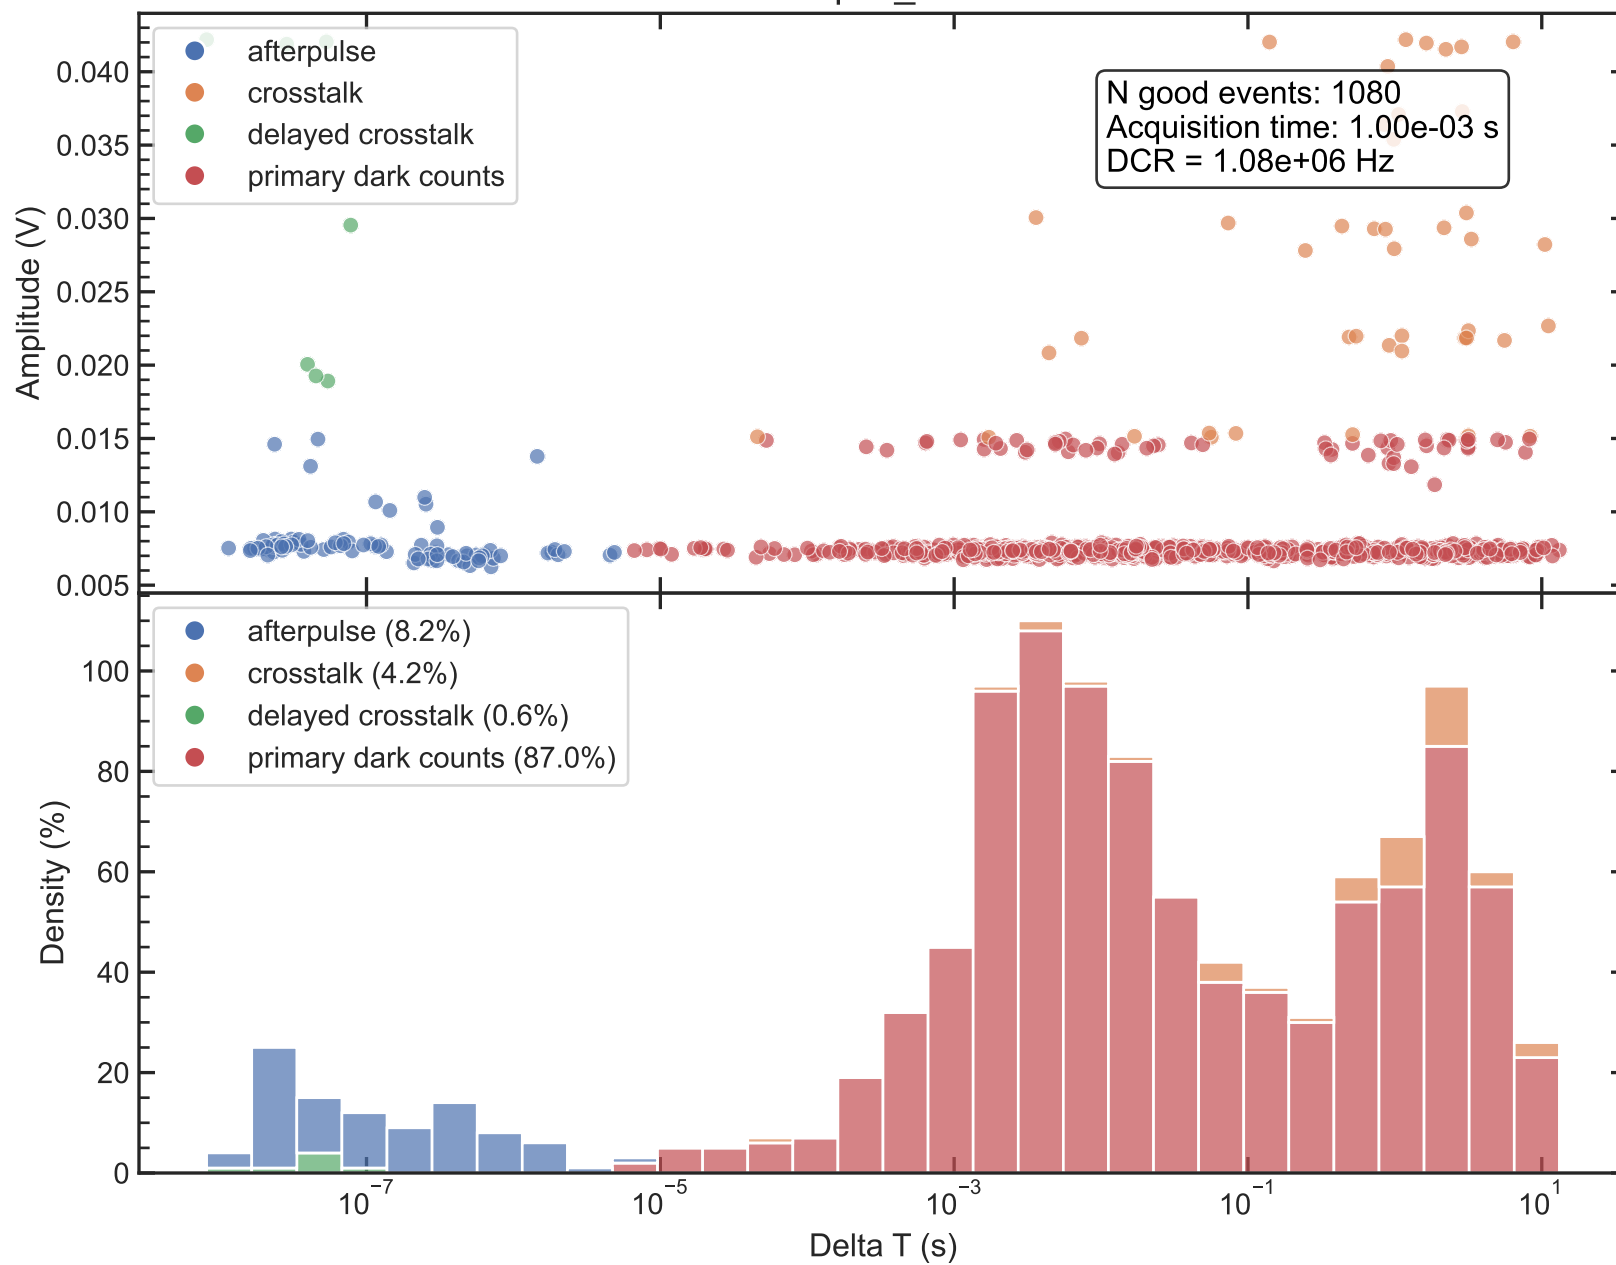 afterpulse
crosstalk
delayed crosstalk
primary dark counts
N good events: 1080
Acquisition time: 1.00e-03 s
DCR = 1.08e+06 Hz
0.040
0.035
0.030
0.025
0.020
0.015
0.010
0.005
Amplitude (V)
afterpulse (8.2%)
crosstalk (4.2%)
delayed crosstalk (0.6%)
primary dark counts (87.0%)
100
80
60
40
20
0
Density (%)
10⁻⁷ 10⁻⁵ 10⁻³ 10⁻¹ 10¹
Delta T (s)